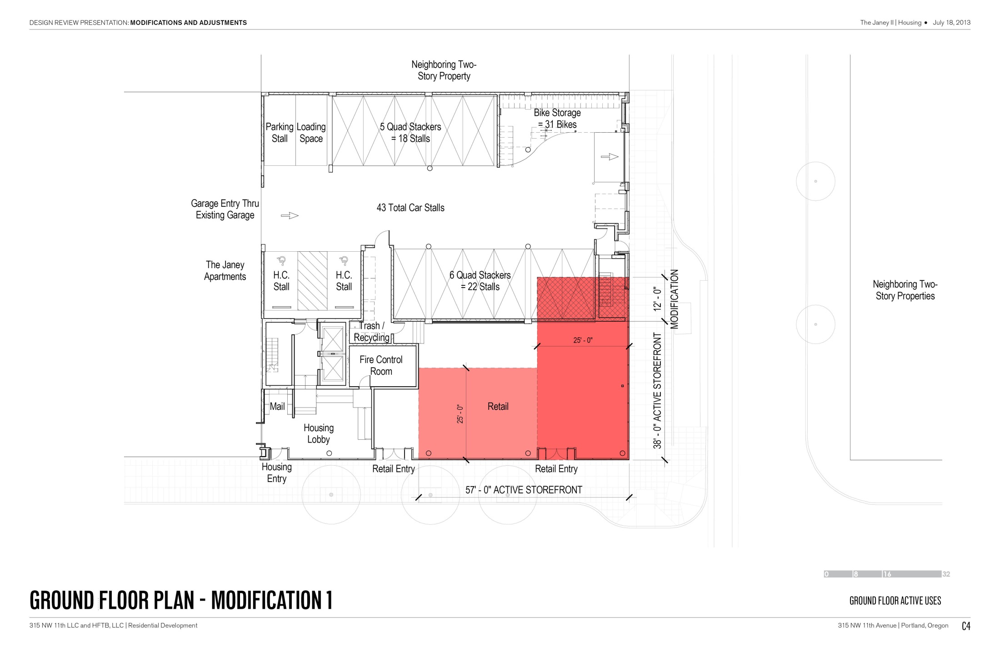 DESIGN REVIEW PRESENTATION: MODIFICATIONS AND ADJUSTMENTS
The Janey II | Housing ● July 18, 2013
Neighboring Two-
Story Property
Parking
Stall
Loading
Space
5 Quad Stackers
= 18 Stalls
Bike Storage
= 31 Bikes
Garage Entry Thru
Existing Garage
43 Total Car Stalls
The Janey
Apartments
H.C.
Stall
H.C.
Stall
6 Quad Stackers
= 22 Stalls
12' - 0"
MODIFICATION
Neighboring Two-
Story Properties
Trash /
Recycling
25' - 0"
Fire Control
Room
38' - 0" ACTIVE STOREFRONT
Mail
25' - 0"
Retail
Housing
Lobby
Housing
Entry
Retail Entry
Retail Entry
57' - 0" ACTIVE STOREFRONT
0 8 16 32
GROUND FLOOR PLAN - MODIFICATION 1
GROUND FLOOR ACTIVE USES
315 NW 11th LLC and HFTB, LLC | Residential Development
315 NW 11th Avenue | Portland, Oregon C4